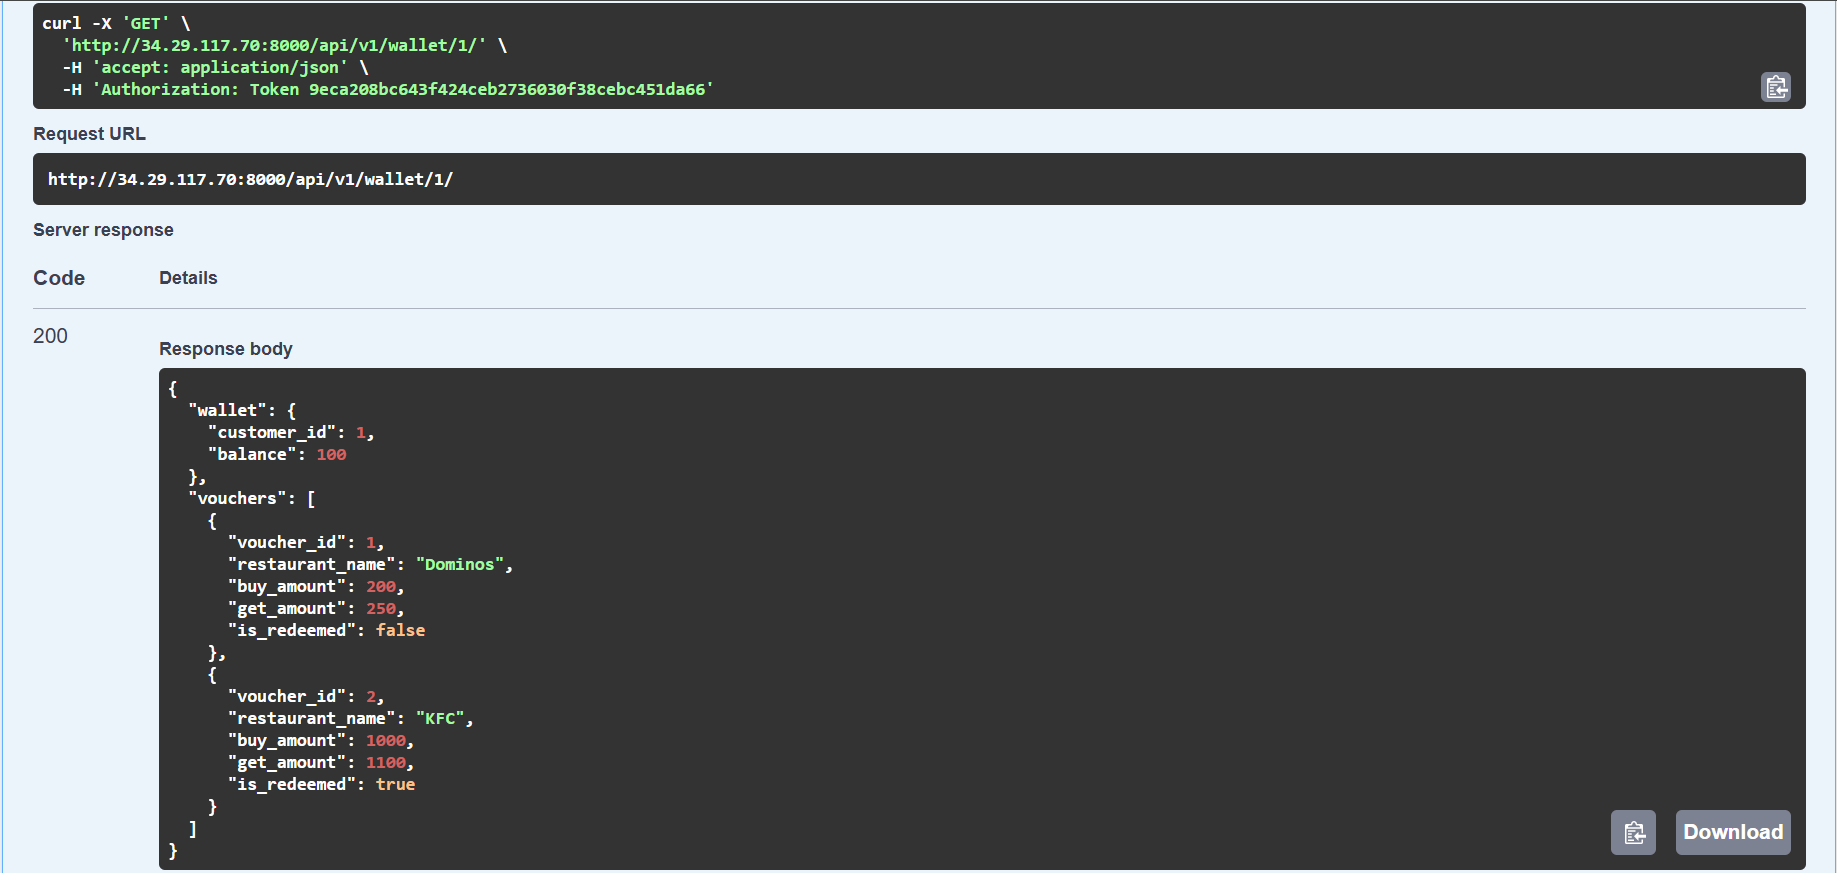 curl -X 'GET' \
  'http://34.29.117.70:8000/api/v1/wallet/1/' \
  -H 'accept: application/json' \
  -H 'Authorization: Token 9eca208bc643f424ceb2736030f38cebc451da66'
Request URL
http://34.29.117.70:8000/api/v1/wallet/1/
Server response
Code Details
200
Response body
{
  "wallet": {
    "customer_id": 1,
    "balance": 100
  },
  "vouchers": [
    {
      "voucher_id": 1,
      "restaurant_name": "Dominos",
      "buy_amount": 200,
      "get_amount": 250,
      "is_redeemed": false
    },
    {
      "voucher_id": 2,
      "restaurant_name": "KFC",
      "buy_amount": 1000,
      "get_amount": 1100,
      "is_redeemed": true
    }
  ]
}
Download